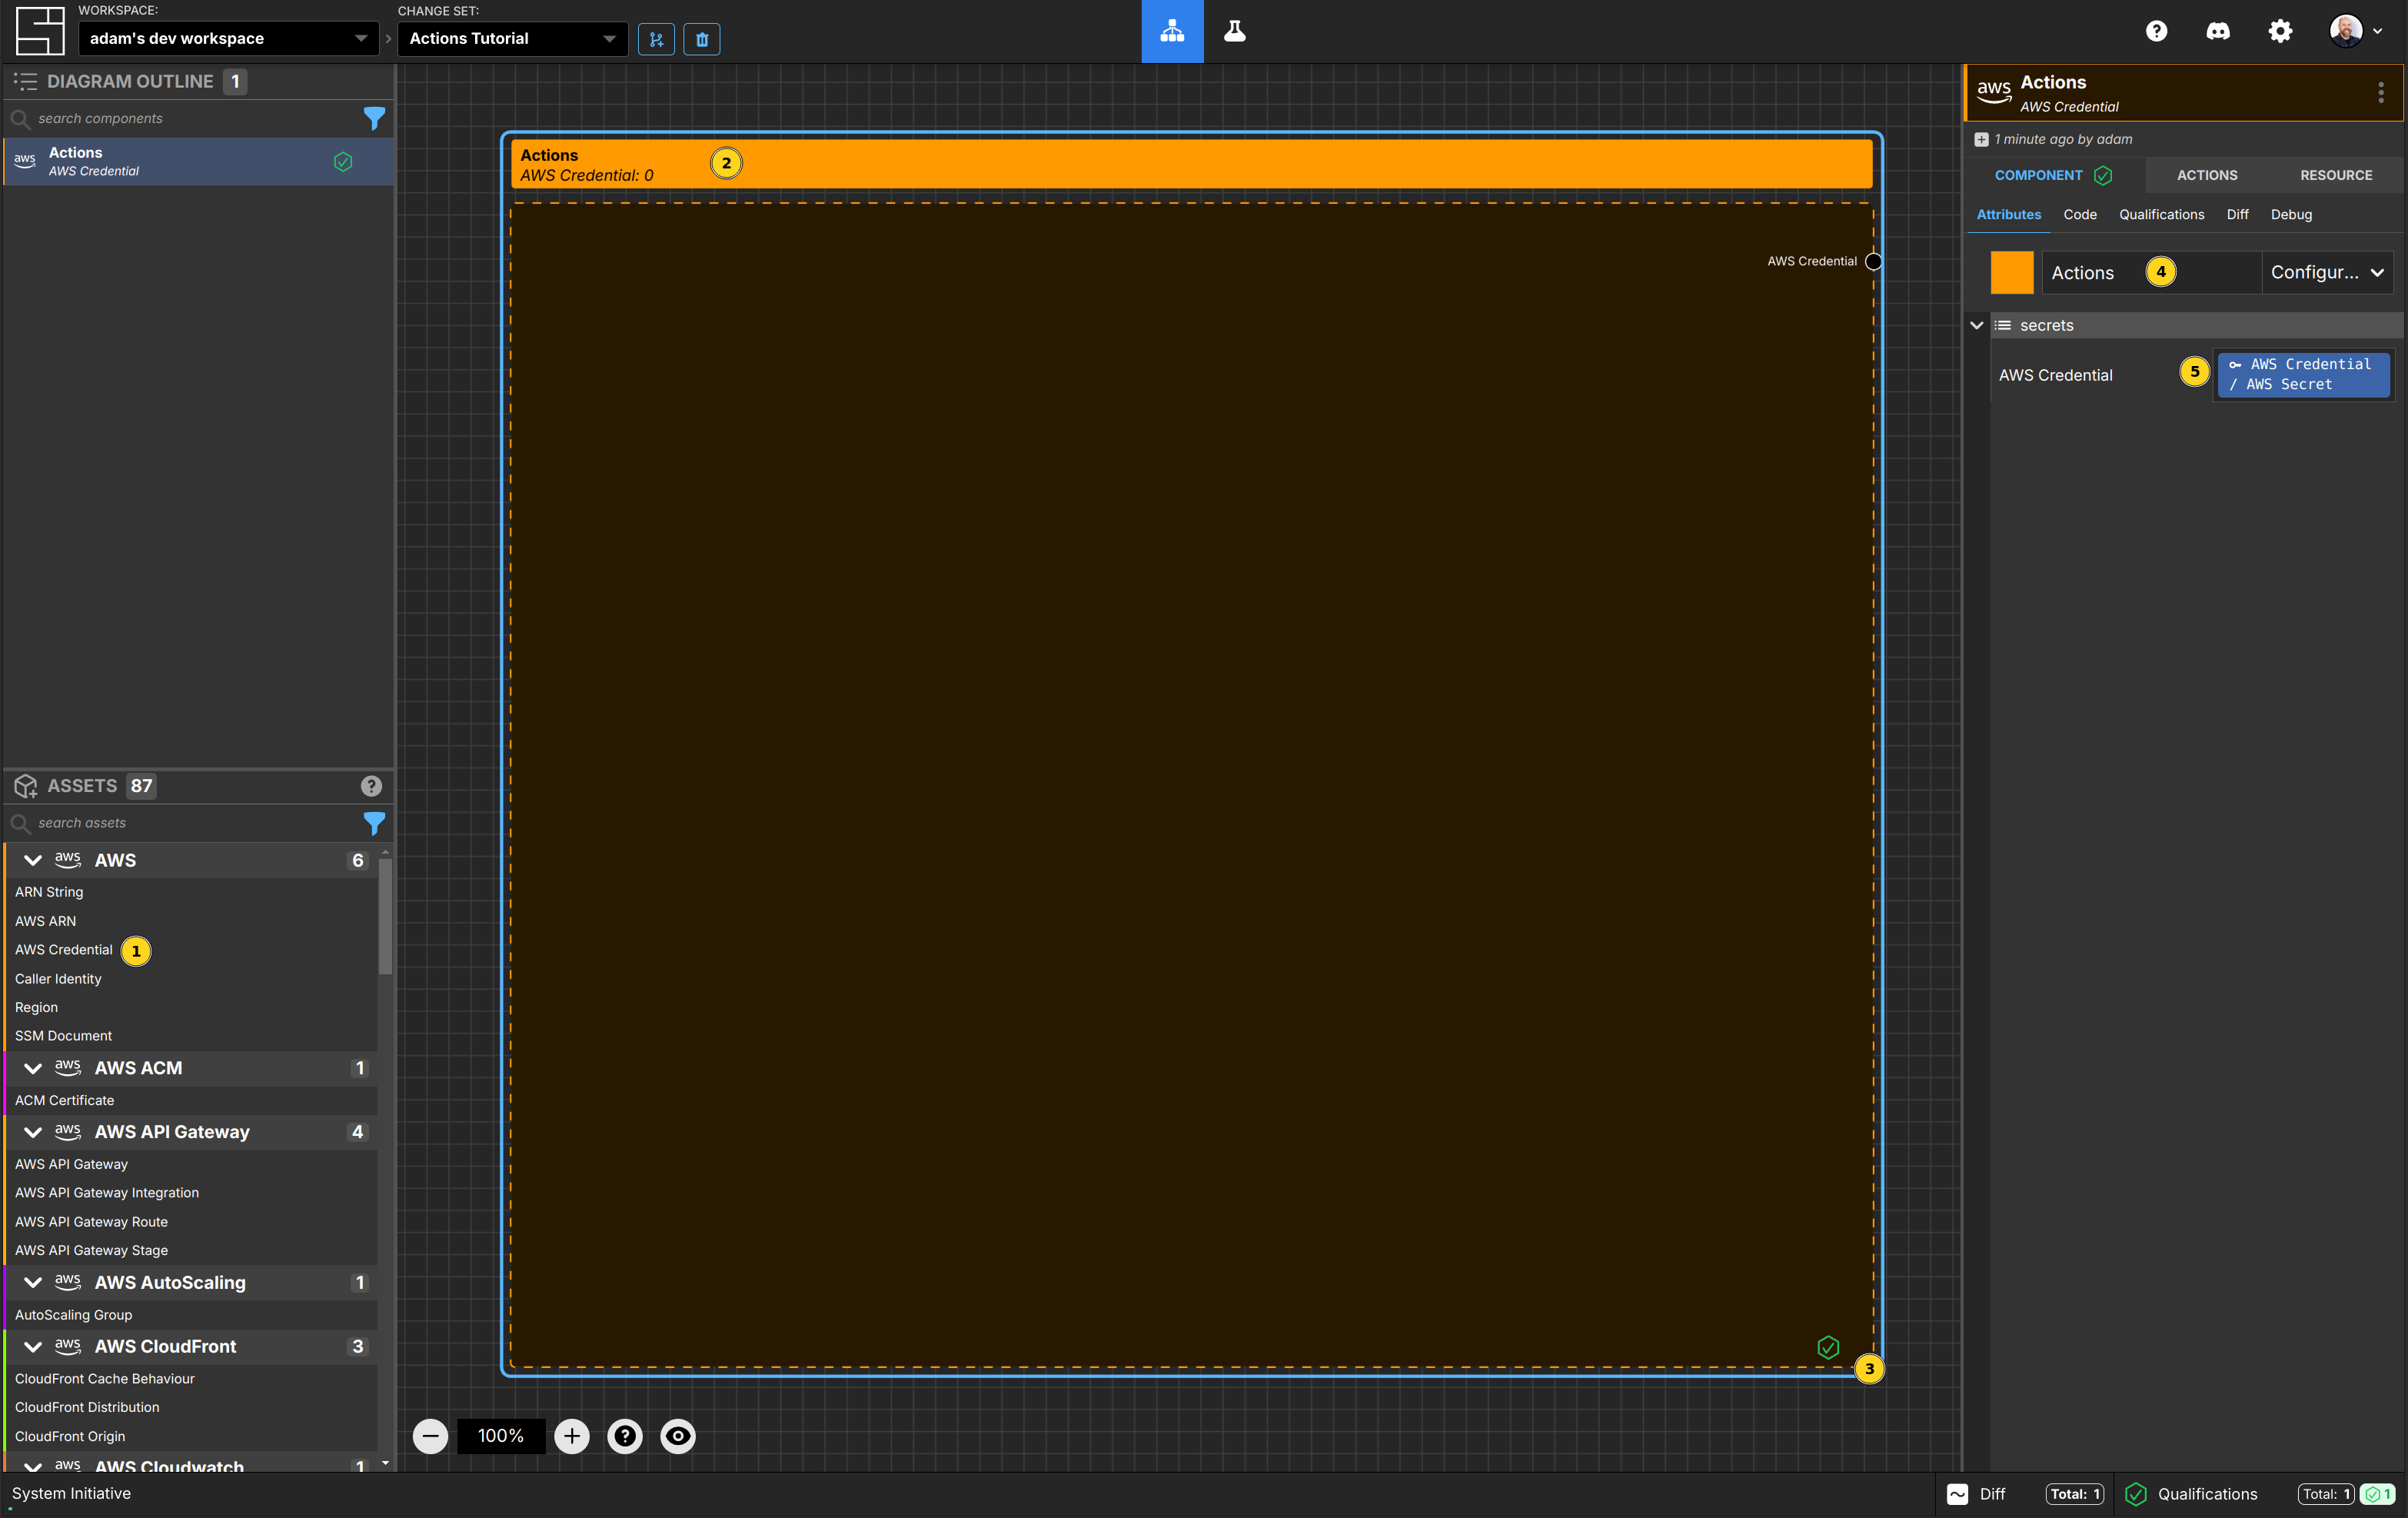 WORKSPACE:
adam's dev workspace
CHANGE SET:
Actions Tutorial
DIAGRAM OUTLINE 1
search components
aws
Actions
AWS Credential
ASSETS 87
search assets
aws AWS 6
ARN String
AWS ARN
AWS Credential 1
Caller Identity
Region
SSM Document
aws AWS ACM 1
ACM Certificate
aws AWS API Gateway 4
AWS API Gateway
AWS API Gateway Integration
AWS API Gateway Route
AWS API Gateway Stage
aws AWS AutoScaling 1
AutoScaling Group
aws AWS CloudFront 3
CloudFront Cache Behaviour
CloudFront Distribution
CloudFront Origin
aws AWS Cloudwatch 1
Actions
AWS Credential: 0
2
AWS Credential
3
100%
aws
Actions
AWS Credential
1 minute ago by adam
COMPONENT ACTIONS RESOURCE
Attributes Code Qualifications Diff Debug
Actions 4 Configur...
secrets
AWS Credential 5
AWS Credential
/ AWS Secret
System Initiative
Diff Total: 1 Qualifications Total: 1 1